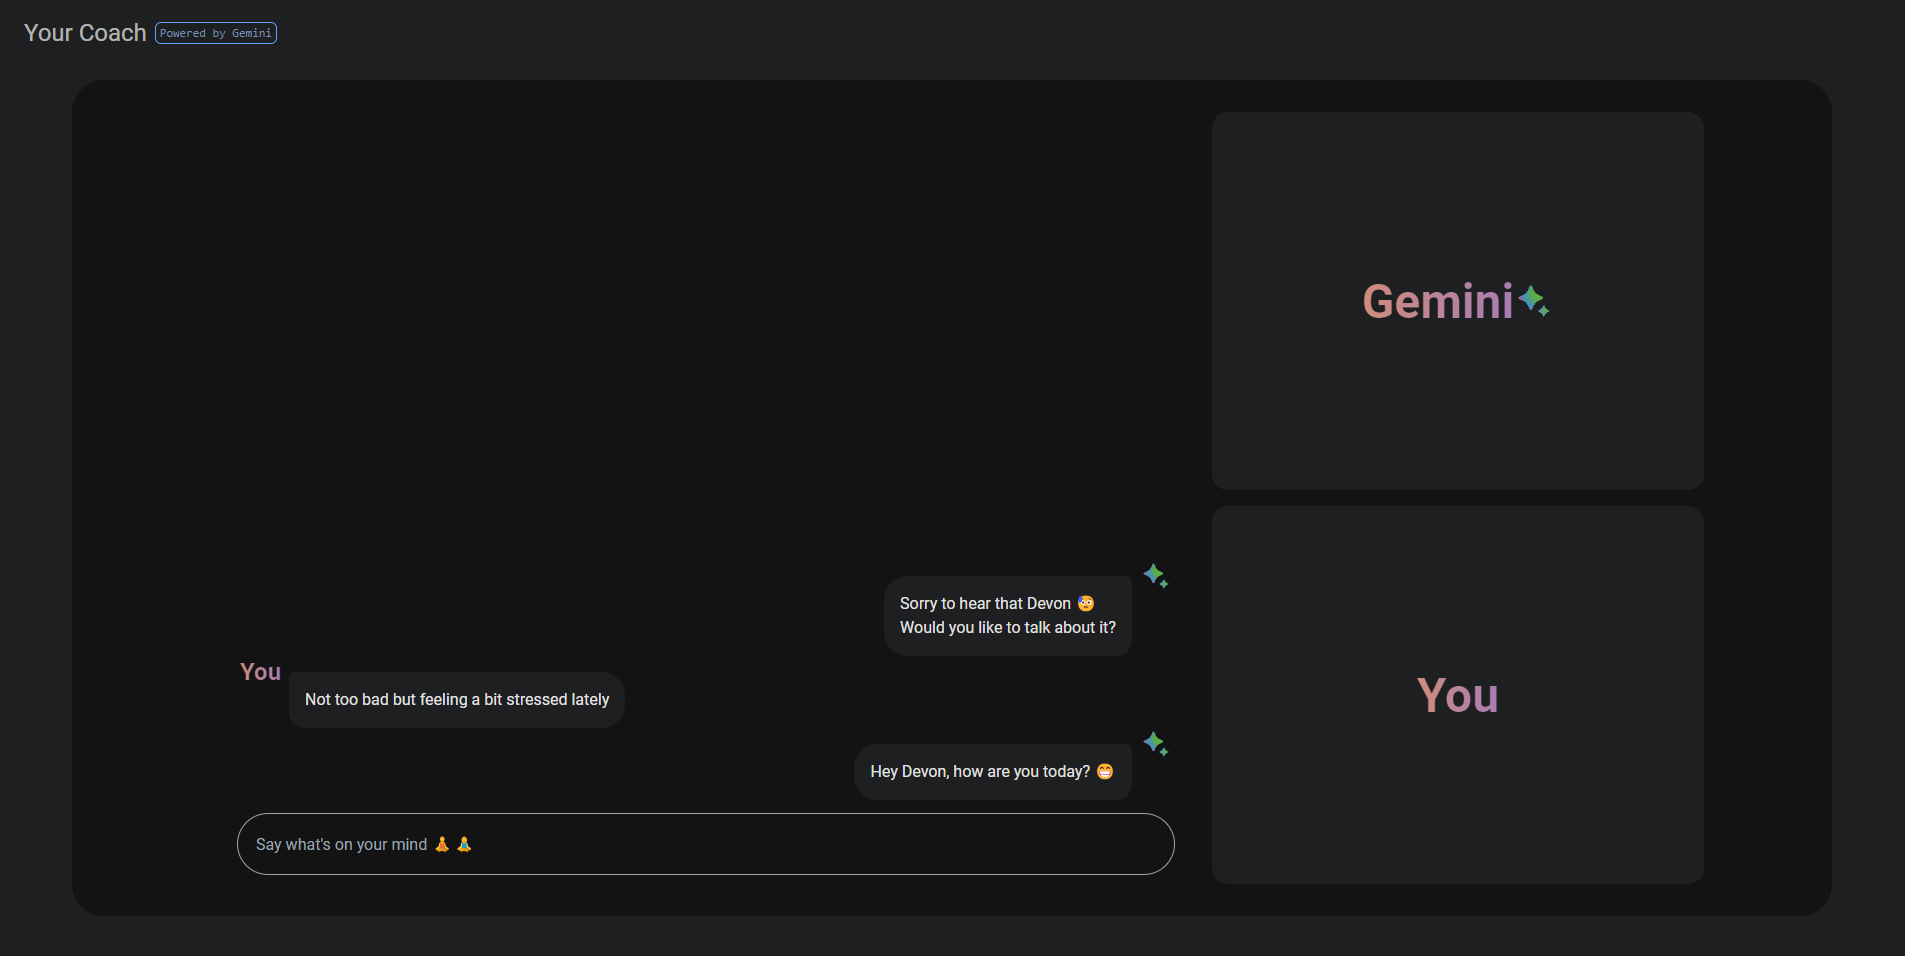 Your Coach Powered by Gemini
Gemini
Sorry to hear that Devon 😳
Would you like to talk about it?
You
Not too bad but feeling a bit stressed lately
Hey Devon, how are you today? 😁
Say what's on your mind 🧘 🧘
You